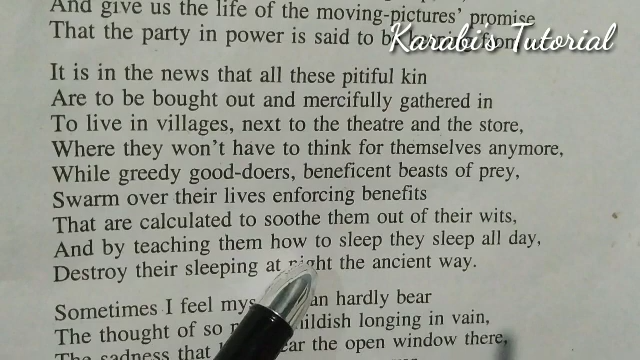 And give us the life of the moving-pictures' promise
That the party in power is said to be
Karabi's Tutorial
It is in the news that all these pitiful kin
Are to be bought out and mercifully gathered in
To live in villages, next to the theatre and the store,
Where they won't have to think for themselves anymore,
While greedy good-doers, beneficent beasts of prey,
Swarm over their lives enforcing benefits
That are calculated to soothe them out of their wits,
And by teaching them how to sleep they sleep all day,
Destroy their sleeping at night the ancient way.
Sometimes I feel hardly bear
The thought of so longing in vain,
The sadness that near the open window there,